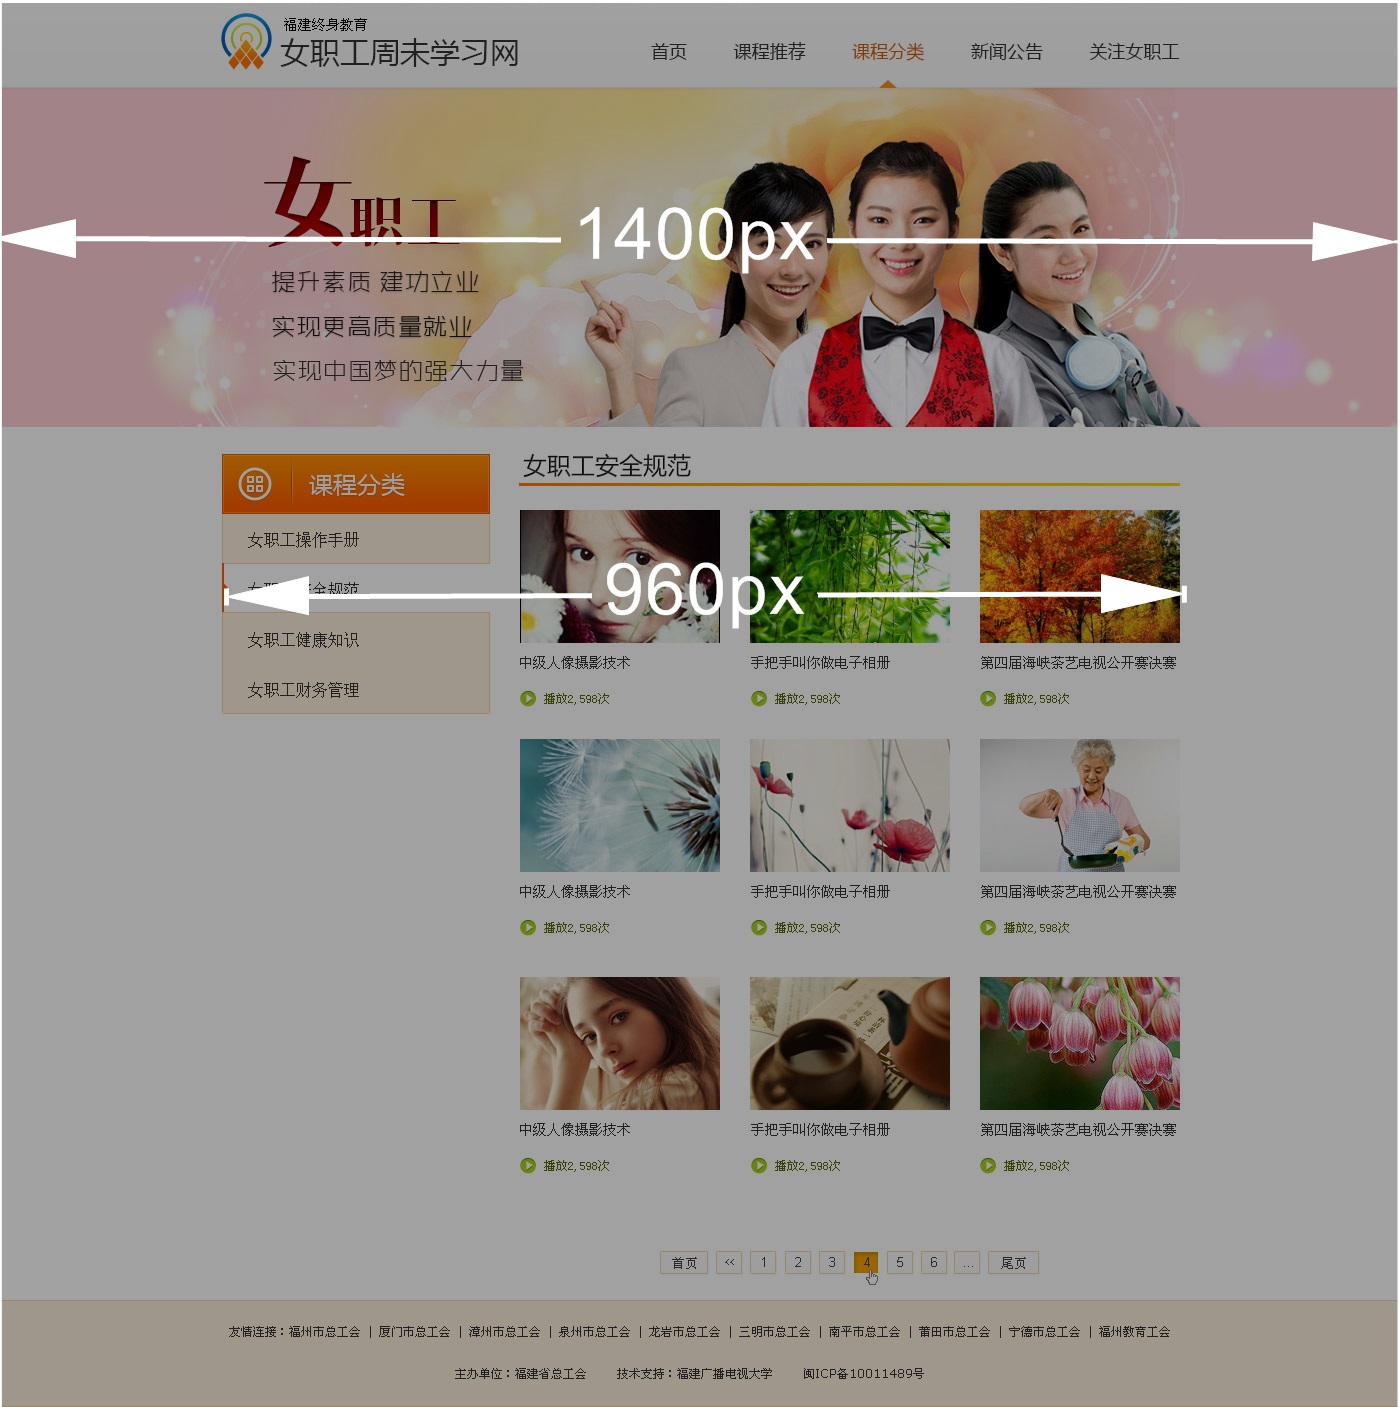 福建终身教育
女职工周未学习网
首页 课程推荐 课程分类 新闻公告 关注女职工
女职工
1400px
提升素质 建功立业
实现更高质量就业
实现中国梦的强大力量
课程分类
女职工操作手册
女职工安全规范
女职工健康知识
女职工财务管理
女职工安全规范
960px
中级人像摄影技术 手把手叫你做电子相册 第四届海峡茶艺电视公开赛决赛
播放2,598次 播放2,598次 播放2,598次
中级人像摄影技术 手把手叫你做电子相册 第四届海峡茶艺电视公开赛决赛
播放2,598次 播放2,598次 播放2,598次
中级人像摄影技术 手把手叫你做电子相册 第四届海峡茶艺电视公开赛决赛
播放2,598次 播放2,598次 播放2,598次
首页 << 1 2 3 4 5 6 ... 尾页
友情连接：福州市总工会 | 厦门市总工会 | 漳州市总工会 | 泉州市总工会 | 龙岩市总工会 | 三明市总工会 | 南平市总工会 | 莆田市总工会 | 宁德市总工会 | 福州教育工会
主办单位：福建省总工会 技术支持：福建广播电视大学 闽ICP备10011489号